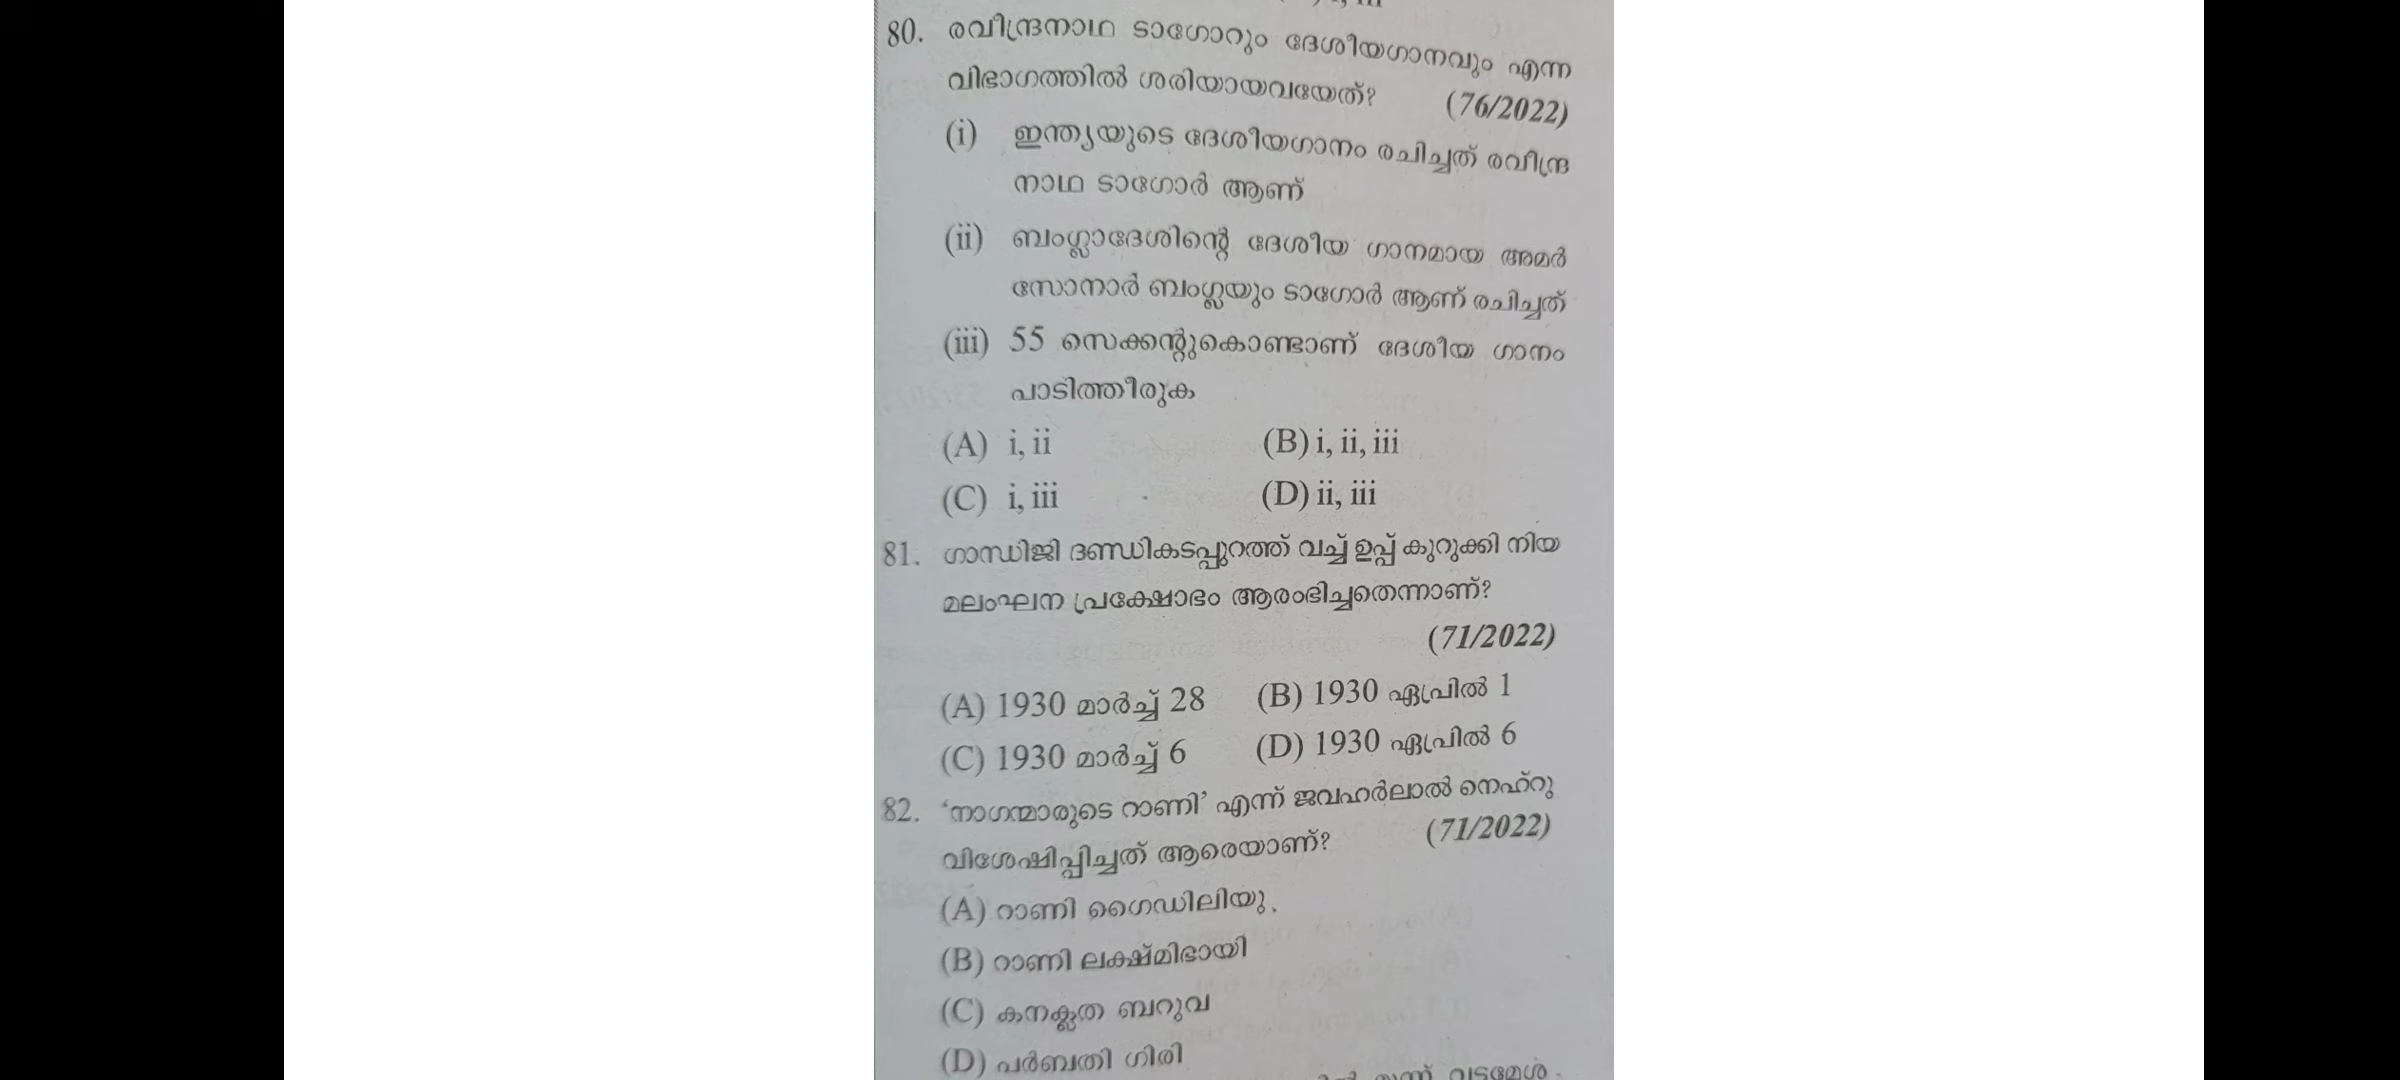 80. രവീന്ദ്രനാഥ ടാഗോറും ദേശീയഗാനവും എന്ന
വിഭാഗത്തിൽ ശരിയായവയേത്? (76/2022)
(i) ഇന്ത്യയുടെ ദേശീയഗാനം രചിച്ചത് രവീന്ദ്ര
നാഥ ടാഗോർ ആണ്
(ii) ബംഗ്ലാദേശിന്റെ ദേശീയ ഗാനമായ അമർ
സോനാർ ബംഗ്ലയും ടാഗോർ ആണ് രചിച്ചത്
(iii) 55 സെക്കന്റുകൊണ്ടാണ് ദേശീയ ഗാനം
പാടിത്തീരുക
(A) i, ii (B) i, ii, iii
(C) i, iii (D) ii, iii
81. ഗാന്ധിജി ദണ്ഡികടപ്പുറത്ത് വച്ച് ഉപ്പ് കുറുക്കി നിയ
മലംഘന പ്രക്ഷോഭം ആരംഭിച്ചതെന്നാണ്?
(71/2022)
(A) 1930 മാർച്ച് 28 (B) 1930 ഏപ്രിൽ 1
(C) 1930 മാർച്ച് 6 (D) 1930 ഏപ്രിൽ 6
82. ‘നാഗന്മാരുടെ റാണി’ എന്ന് ജവഹർലാൽ നെഹ്റു
വിശേഷിപ്പിച്ചത് ആരെയാണ്? (71/2022)
(A) റാണി ഗൈഡിലിയു
(B) റാണി ലക്ഷ്മിഭായി
(C) കനക്ലത ബറുവ
(D) പർബതി ഗിരി